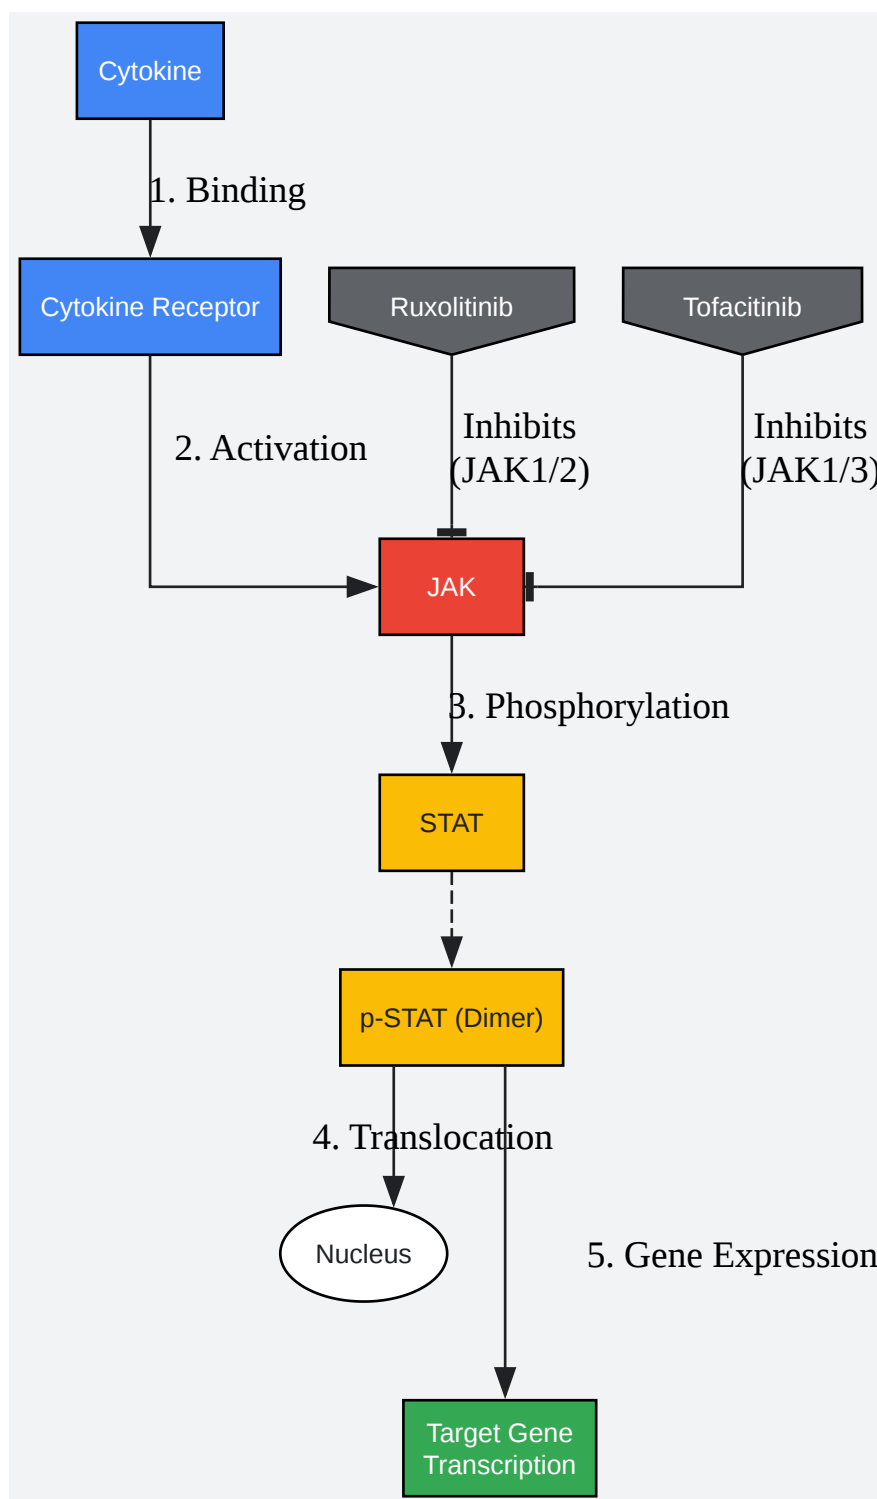 Cytokine
1. Binding
Cytokine Receptor
Ruxolitinib
Tofacitinib
2. Activation
Inhibits
(JAK1/2)
Inhibits
(JAK1/3)
JAK
3. Phosphorylation
STAT
p-STAT (Dimer)
4. Translocation
Nucleus
5. Gene Expression
Target Gene
Transcription